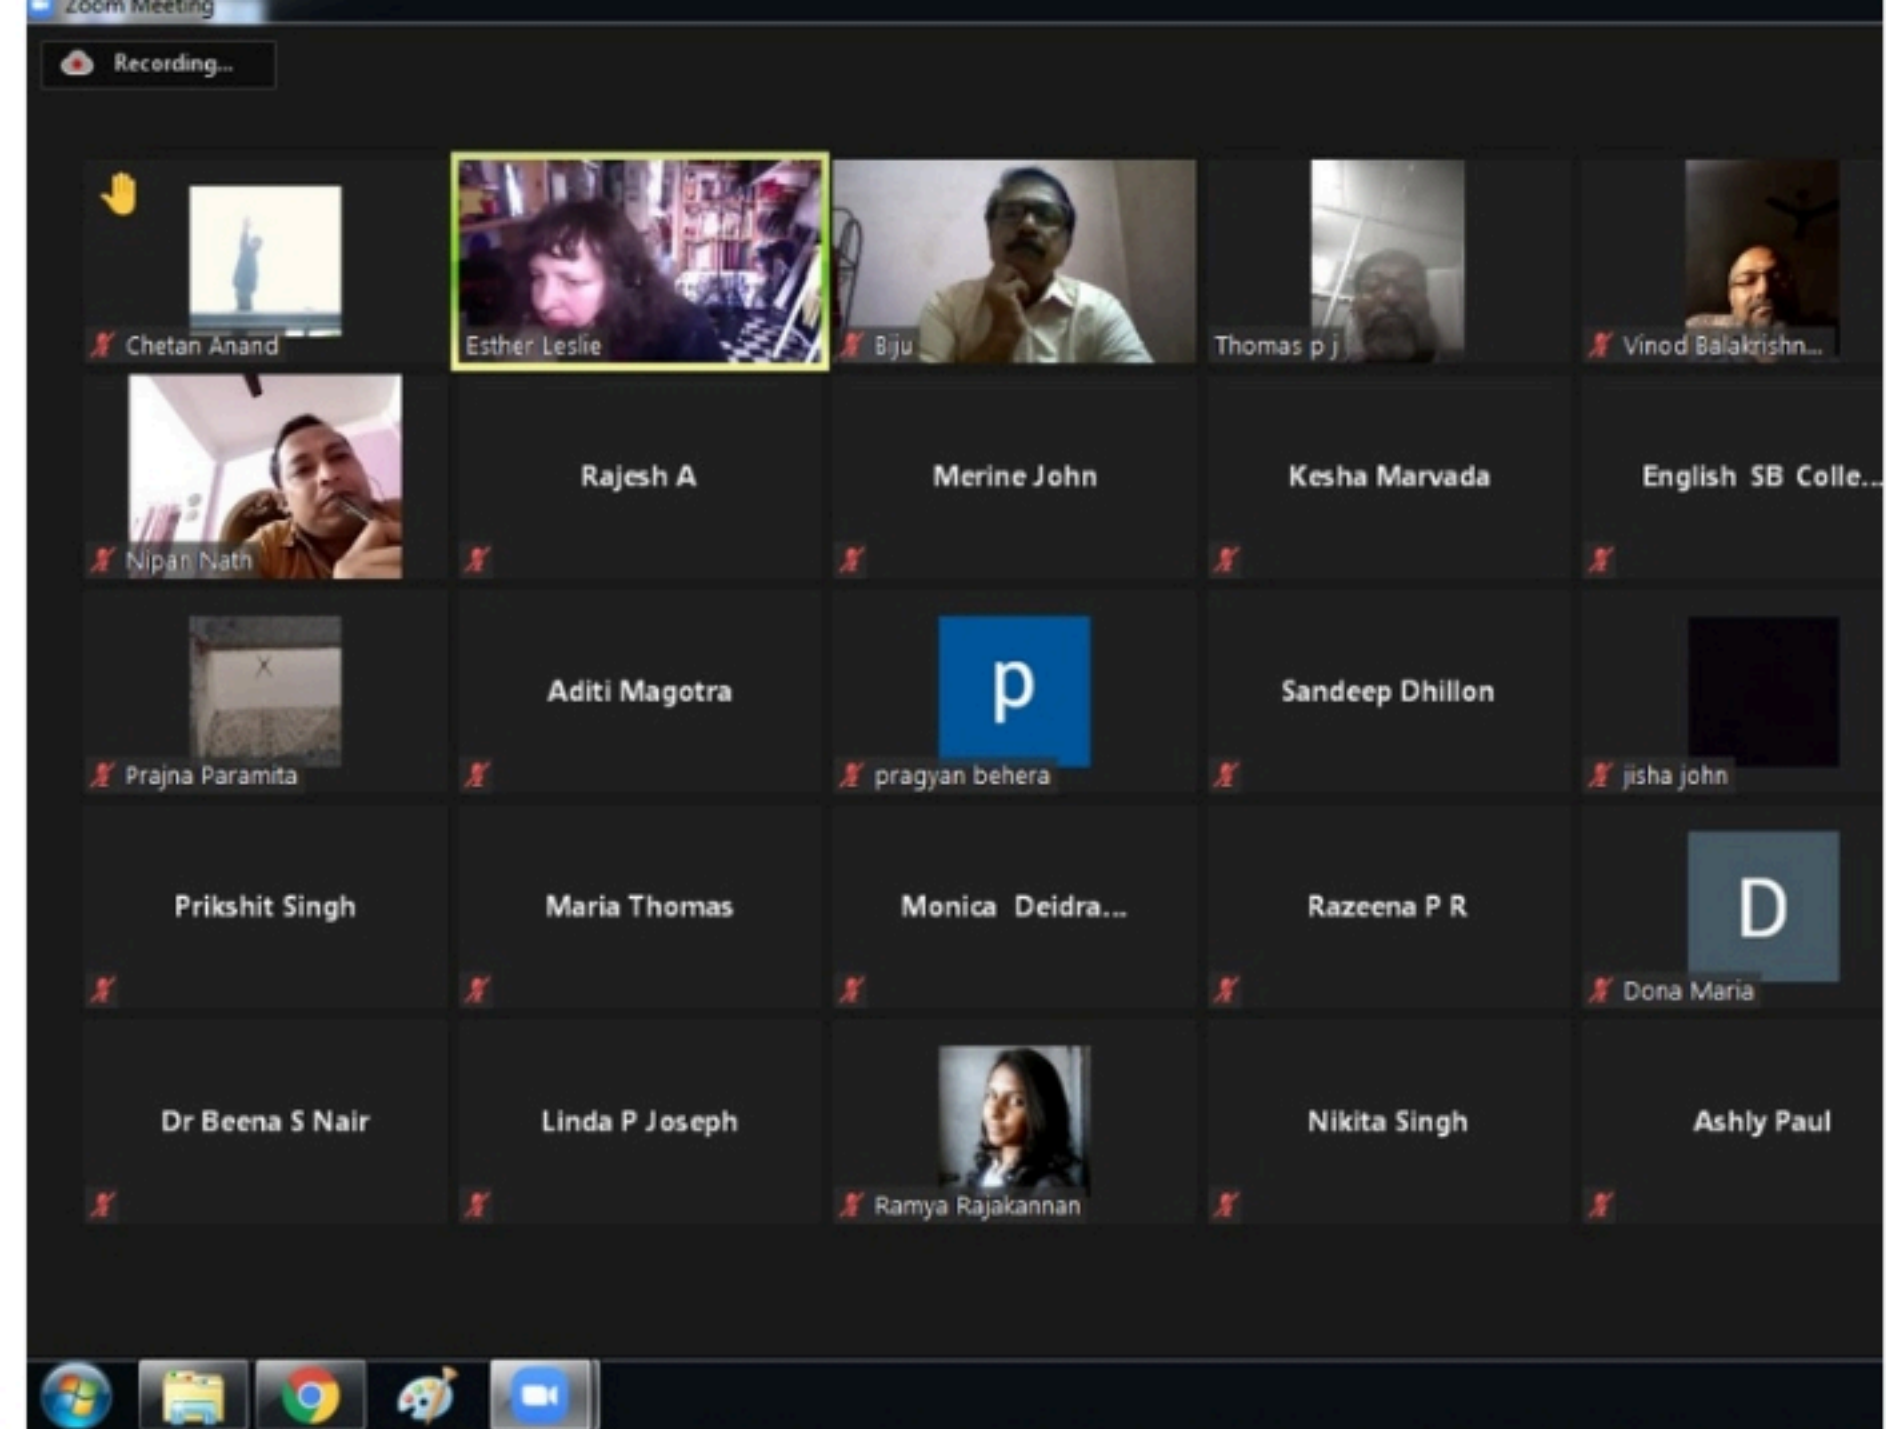 Zoom Meeting
Recording...
Chetan Anand
Esther Leslie
Biju
Thomas p j
Vinod Balakrishn...
Nipan Nath
Rajesh A
Merine John
Kesha Marvada
English SB Colle...
Prajna Paramita
Aditi Magotra
p
pragyan behera
Sandeep Dhillon
jisha john
Prikshit Singh
Maria Thomas
Monica Deidra...
Razeena P R
D
Dona Maria
Dr Beena S Nair
Linda P Joseph
Ramya Rajakannan
Nikita Singh
Ashly Paul